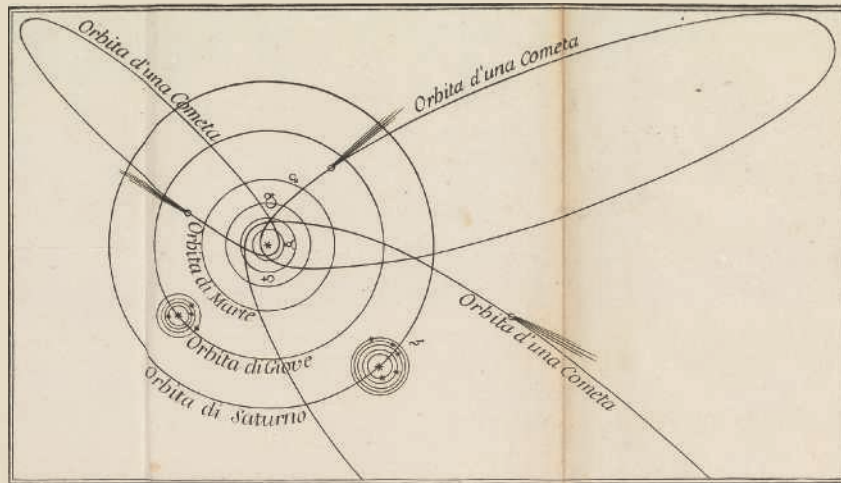 Orbita d'una Cometa
Orbita d'una Cometa
Orbita di Marte
Orbita di Giove
Orbita di Saturno
Orbita d'una Cometa